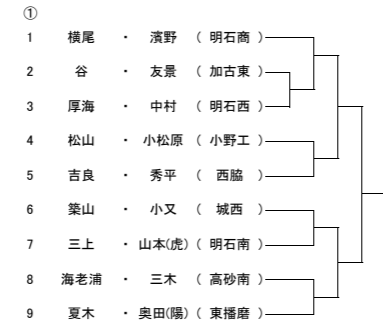 ①
1 横尾 ・ 濱野 ( 明石商 )
2 谷 ・ 友景 ( 加古東 )
3 厚海 ・ 中村 ( 明石西 )
4 松山 ・ 小松原 ( 小野工 )
5 吉良 ・ 秀平 ( 西脇 )
6 築山 ・ 小又 ( 城西 )
7 三上 ・ 山本(虎) ( 明石南 )
8 海老浦 ・ 三木 ( 高砂南 )
9 夏木 ・ 奥田(陽) ( 東播磨 )